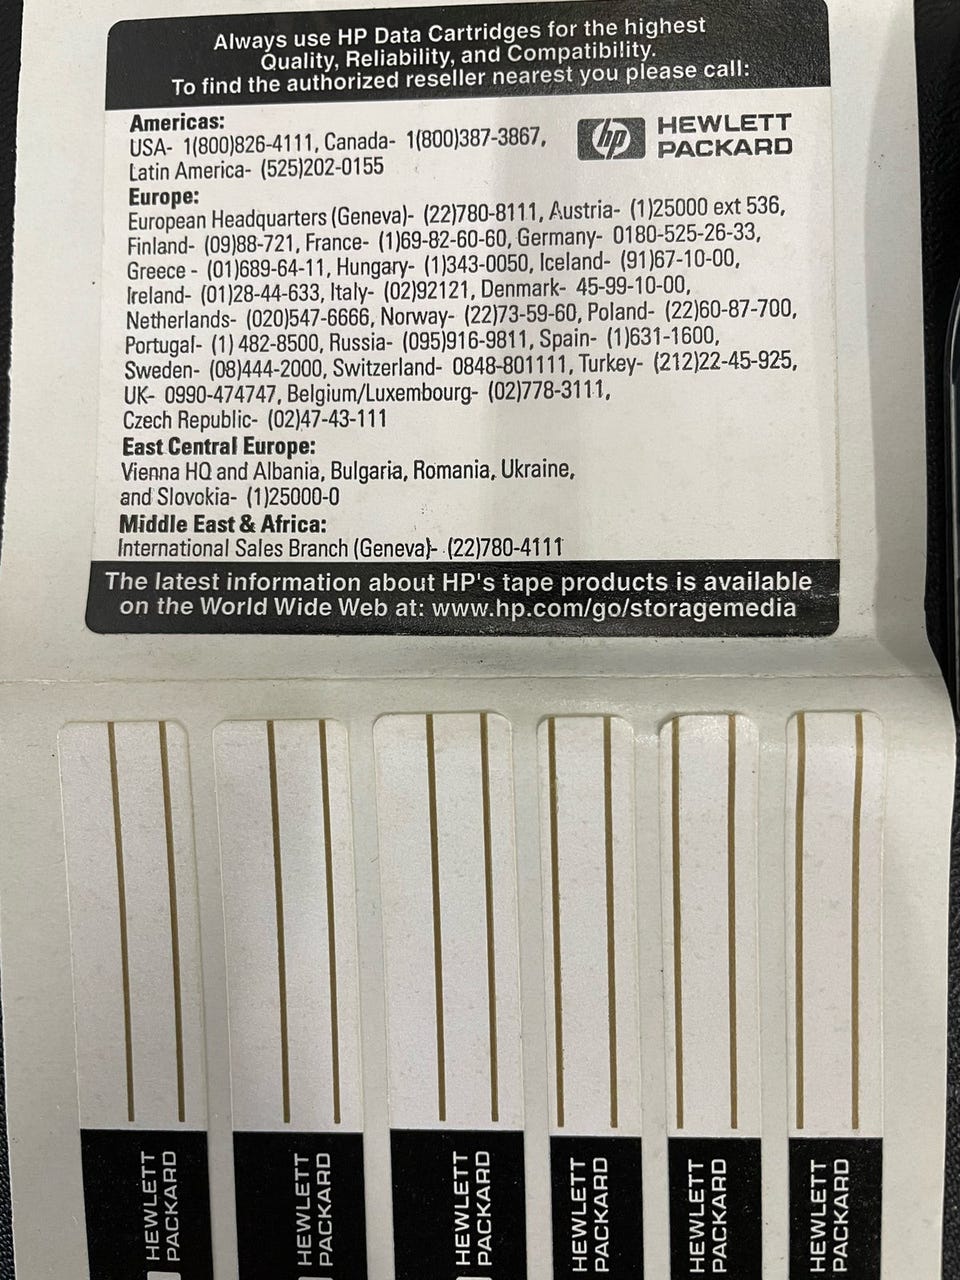 Always use HP Data Cartridges for the highest
Quality, Reliability, and Compatibility.
To find the authorized reseller nearest you please call:
Americas:
USA- 1(800)826-4111, Canada- 1(800)387-3867,
Latin America- (525)202-0155
hp HEWLETT
PACKARD
Europe:
European Headquarters (Geneva)- (22)780-8111, Austria- (1)25000 ext 536,
Finland- (09)88-721, France- (1)69-82-60-60, Germany- 0180-525-26-33,
Greece - (01)689-64-11, Hungary- (1)343-0050, Iceland- (91)67-10-00,
Ireland- (01)28-44-633, Italy- (02)92121, Denmark- 45-99-10-00,
Netherlands- (020)547-6666, Norway- (22)73-59-60, Poland- (22)60-87-700,
Portugal- (1) 482-8500, Russia- (095)916-9811, Spain- (1)631-1600,
Sweden- (08)444-2000, Switzerland- 0848-801111, Turkey- (212)22-45-925,
UK- 0990-474747, Belgium/Luxembourg- (02)778-3111,
Czech Republic- (02)47-43-111
East Central Europe:
Vienna HQ and Albania, Bulgaria, Romania, Ukraine,
and Slovokia- (1)25000-0
Middle East & Africa:
International Sales Branch (Geneva)- (22)780-4111
The latest information about HP's tape products is available
on the World Wide Web at: www.hp.com/go/storagemedia
HEWLETT
PACKARD
HEWLETT
PACKARD
HEWLETT
PACKARD
HEWLETT
PACKARD
HEWLETT
PACKARD
HEWLETT
PACKARD